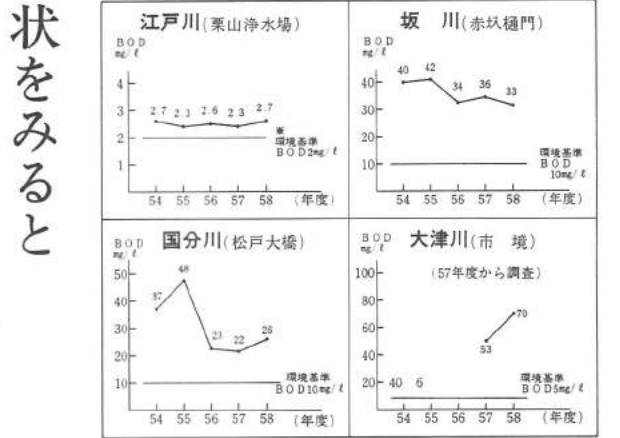 状をみると
江戸川(栗山浄水場)
BOD
mg/ℓ
4
3
2
1
2.7 2.3 2.6 2.3 2.7
※
環境基準
BOD2mg/ℓ
54 55 56 57 58 (年度)
坂 川(赤圦樋門)
BOD
mg/ℓ
40
30
20
10
40 42 34 36 33
環境基準
BOD
10mg/ℓ
54 55 56 57 58 (年度)
国分川(松戸大橋)
BOD
mg/ℓ
50
40
30
20
10
37 48 23 22 26
環境基準
BOD10mg/ℓ
54 55 56 57 58 (年度)
大津川(市 境)
BOD
mg/ℓ
(57年度から調査)
100
80
60
40
20
53 70
40 6
環境基準
BOD5mg/ℓ
54 55 56 57 58 (年度)